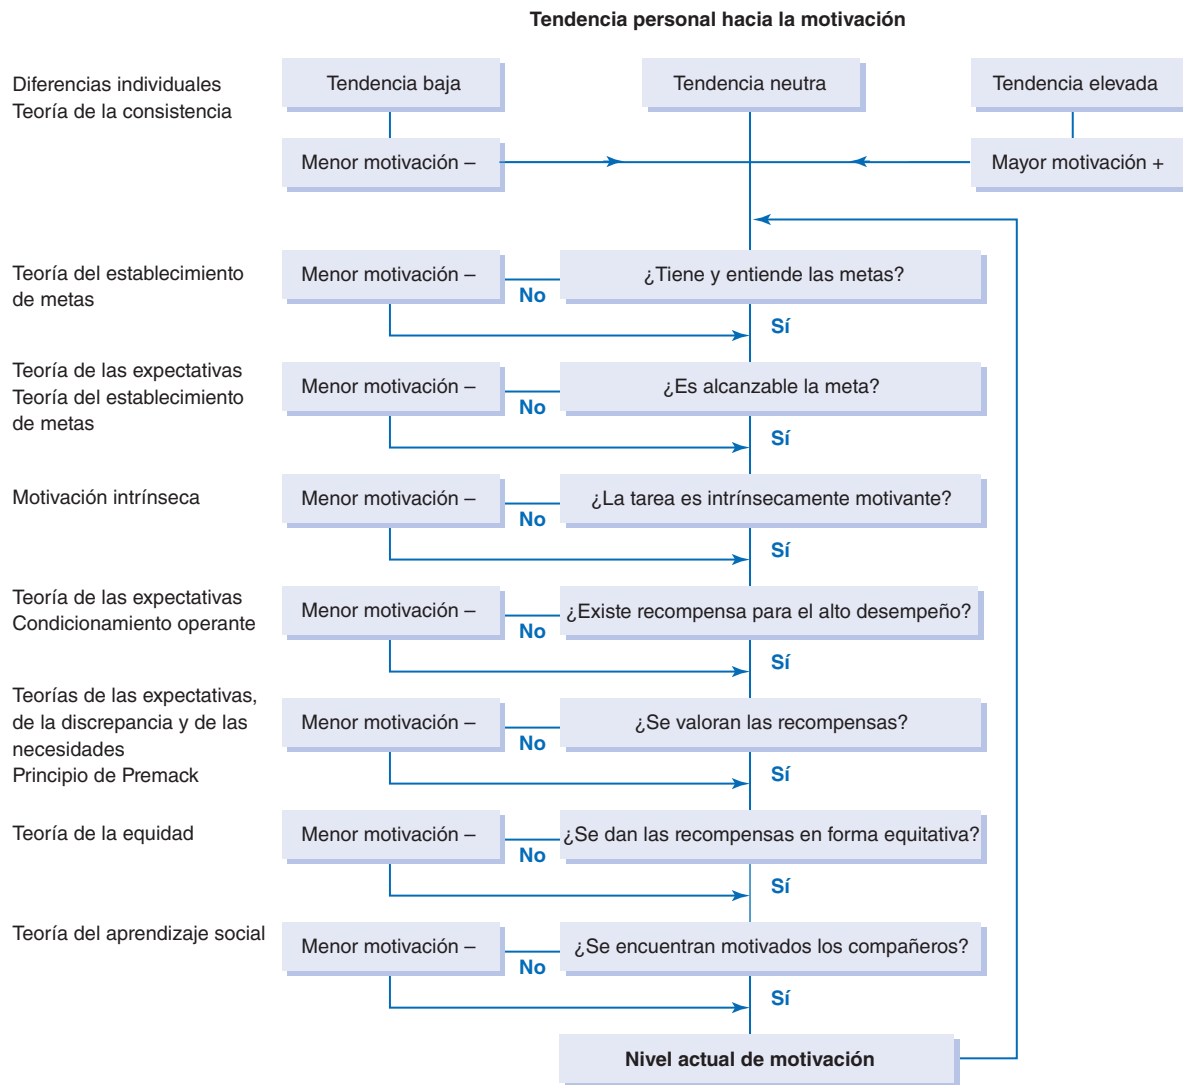 Tendencia personal hacia la motivación
Diferencias individuales
Teoría de la consistencia
Tendencia baja
Tendencia neutra
Tendencia elevada
Menor motivación –
Mayor motivación +
Teoría del establecimiento
de metas
Menor motivación –
No
¿Tiene y entiende las metas?
Sí
Teoría de las expectativas
Teoría del establecimiento
de metas
Menor motivación –
No
¿Es alcanzable la meta?
Sí
Motivación intrínseca
Menor motivación –
No
¿La tarea es intrínsecamente motivante?
Sí
Teoría de las expectativas
Condicionamiento operante
Menor motivación –
No
¿Existe recompensa para el alto desempeño?
Sí
Teorías de las expectativas,
de la discrepancia y de las
necesidades
Principio de Premack
Menor motivación –
No
¿Se valoran las recompensas?
Sí
Teoría de la equidad
Menor motivación –
No
¿Se dan las recompensas en forma equitativa?
Sí
Teoría del aprendizaje social
Menor motivación –
No
¿Se encuentran motivados los compañeros?
Sí
Nivel actual de motivación